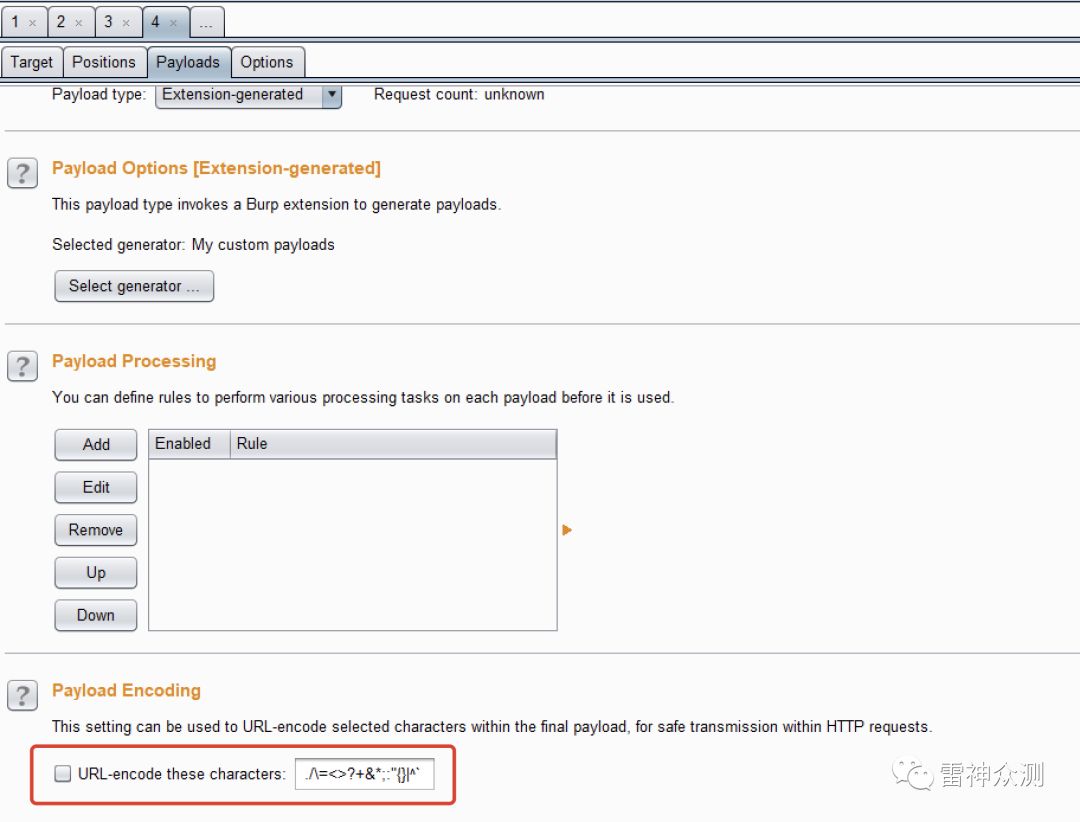 1 × 2 × 3 × 4 × ...
Target Positions Payloads Options
Payload type: Extension-generated Request count: unknown
? Payload Options [Extension-generated]
This payload type invokes a Burp extension to generate payloads.
Selected generator: My custom payloads
Select generator ...
? Payload Processing
You can define rules to perform various processing tasks on each payload before it is used.
Add Enabled Rule
Edit
Remove
Up
Down
? Payload Encoding
This setting can be used to URL-encode selected characters within the final payload, for safe transmission within HTTP requests.
URL-encode these characters: ./\=<>?+&*;:"{}|^`
雷神众测